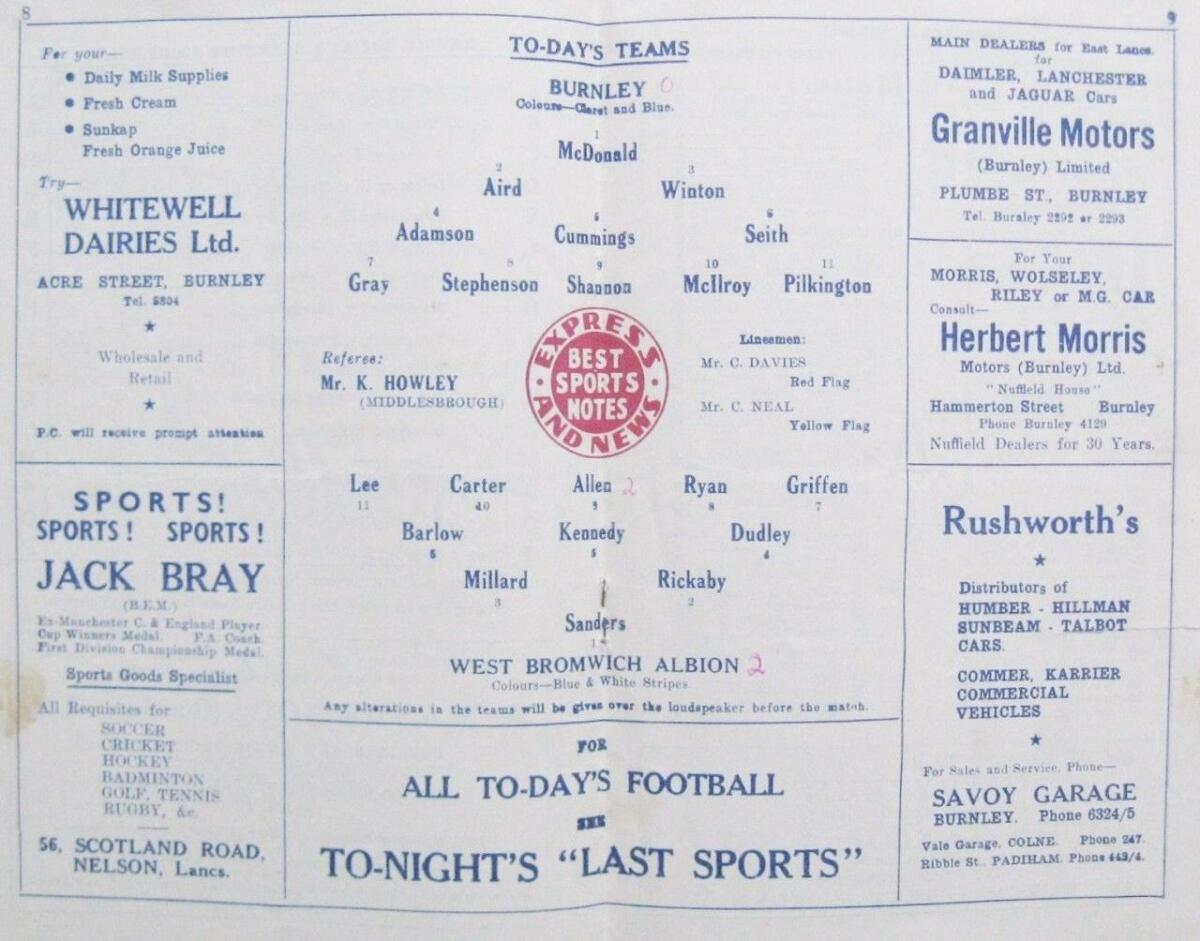 8
For your—
● Daily Milk Supplies
● Fresh Cream
● Sunkap
Fresh Orange Juice
Try—
WHITEWELL
DAIRIES Ltd.
ACRE STREET, BURNLEY
Tel. 5804
★
Wholesale and
Retail
★
P.C. will receive prompt attention
SPORTS!
SPORTS! SPORTS!
JACK BRAY
(B.E.M.)
Ex-Manchester C. & England Player
Cup Winners Medal. F.A. Coach.
First Division Championship Medal.
Sports Goods Specialist
All Requisites for
SOCCER
CRICKET
HOCKEY
BADMINTON
GOLF, TENNIS
RUGBY, &c.
56, SCOTLAND ROAD,
NELSON, Lancs.
TO-DAY'S TEAMS
BURNLEY 0
Colours—Claret and Blue.
1
McDonald
2 3
Aird Winton
4 5 6
Adamson Cummings Seith
7 8 9 10 11
Gray Stephenson Shannon McIlroy Pilkington
Referee:
Mr. K. HOWLEY
(MIDDLESBROUGH)
EXPRESS
BEST
SPORTS
NOTES
AND NEWS
Linesmen:
Mr. C. DAVIES
Red Flag
Mr. C. NEAL
Yellow Flag
Lee Carter Allen 2 Ryan Griffen
11 10 9 8 7
Barlow Kennedy Dudley
6 5 4
Millard Rickaby
3 2
Sanders
1
WEST BROMWICH ALBION 2
Colours—Blue & White Stripes.
Any alterations in the teams will be given over the loudspeaker before the match.
FOR
ALL TO-DAY'S FOOTBALL
SEE
TO-NIGHT'S "LAST SPORTS"
9
MAIN DEALERS for East Lancs.
for
DAIMLER, LANCHESTER
and JAGUAR Cars
Granville Motors
(Burnley) Limited
PLUMBE ST., BURNLEY
Tel. Burnley 2292 or 2293
For Your
MORRIS, WOLSELEY,
RILEY or M.G. CAR
Consult—
Herbert Morris
Motors (Burnley) Ltd.
"Nuffield House"
Hammerton Street Burnley
Phone Burnley 4129
Nuffield Dealers for 30 Years.
Rushworth's
★
Distributors of
HUMBER - HILLMAN
SUNBEAM - TALBOT
CARS.
COMMER, KARRIER
COMMERCIAL
VEHICLES
★
For Sales and Service, Phone—
SAVOY GARAGE
BURNLEY. Phone 6324/5
Vale Garage, COLNE. Phone 247.
Ribble St., PADIHAM. Phone 443/4.